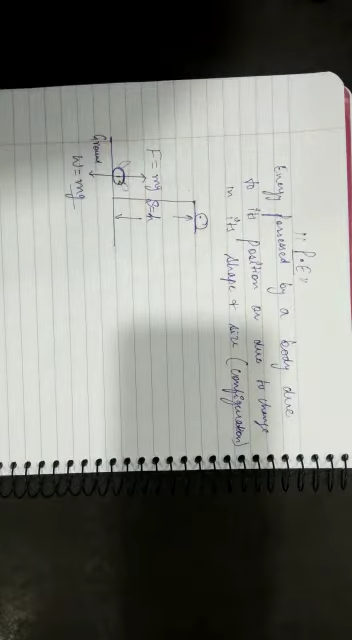 "P.E"
Energy Possessed by a body due
to its position or due to change
in its shape & size (Configuration)
F = mg
S=h
Ground
W = mg